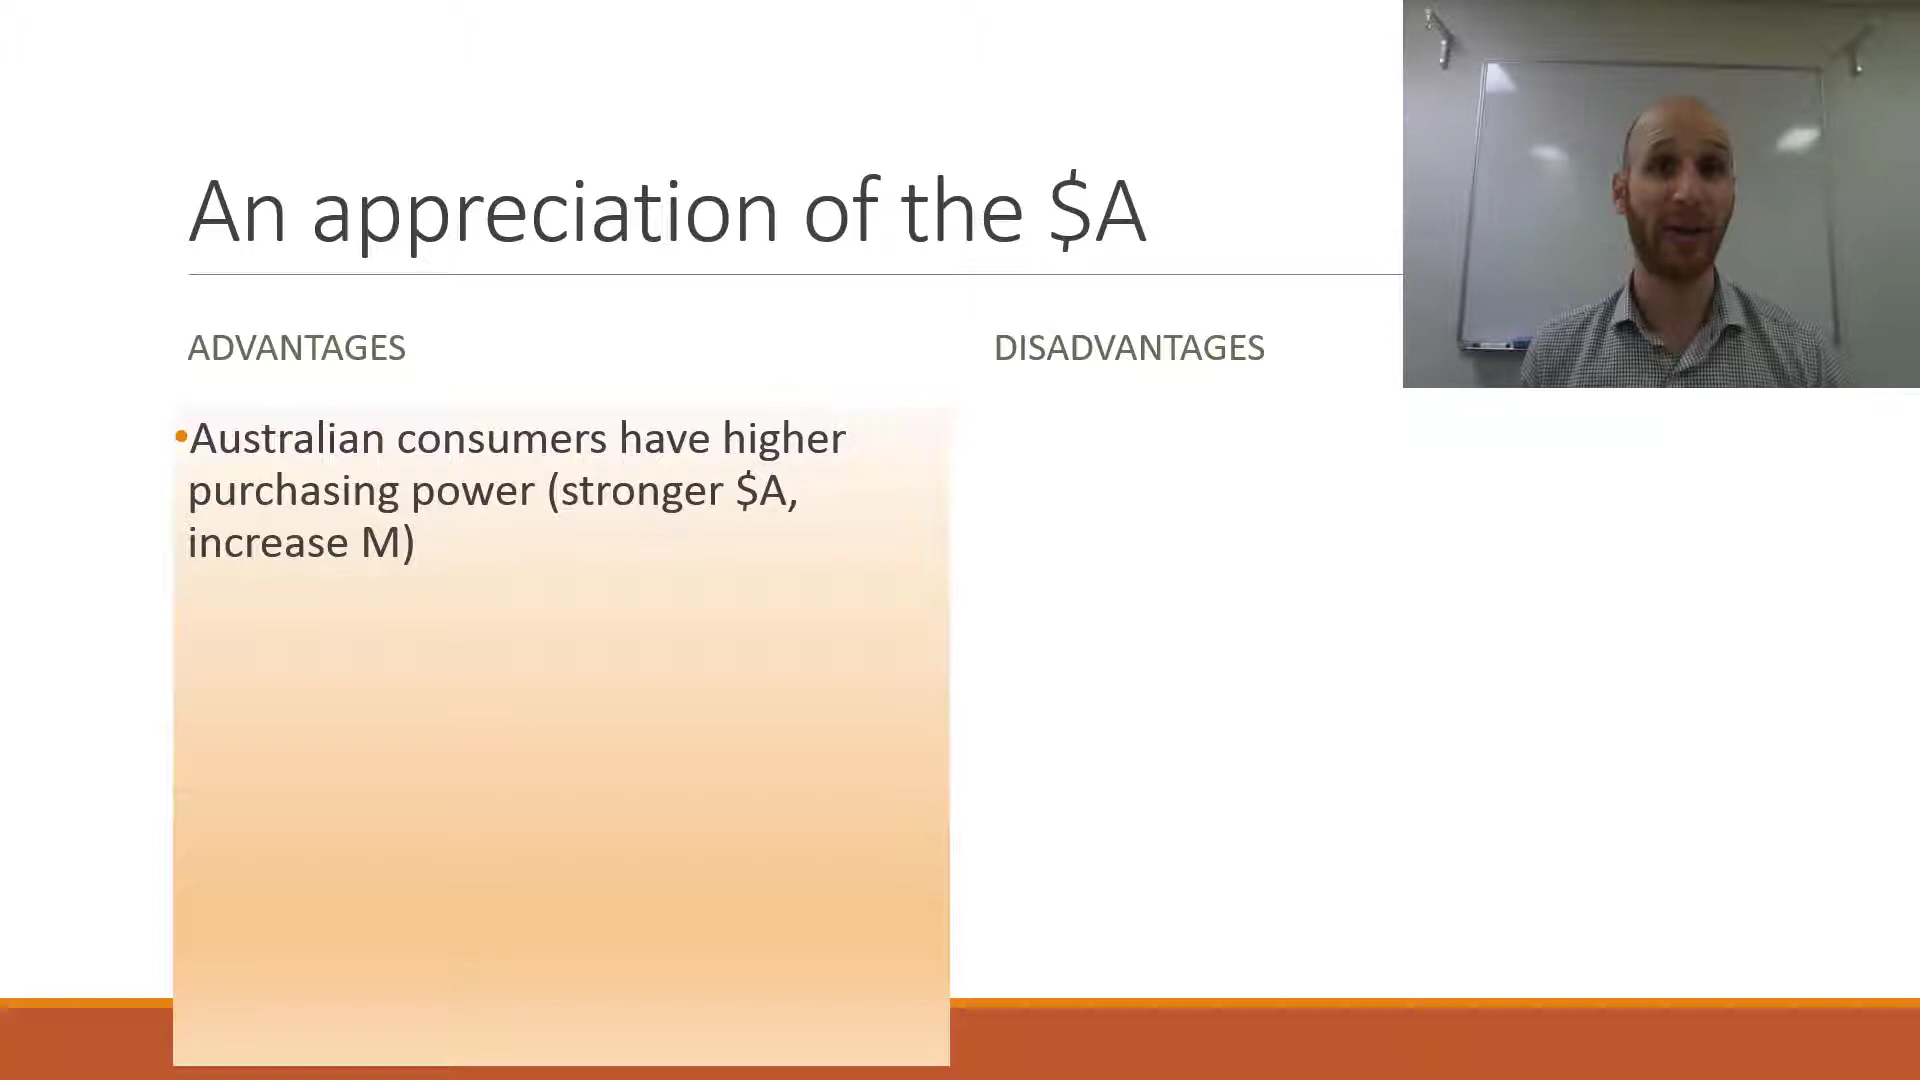 An appreciation of the $A
ADVANTAGES
DISADVANTAGES
•Australian consumers have higher
purchasing power (stronger $A,
increase M)